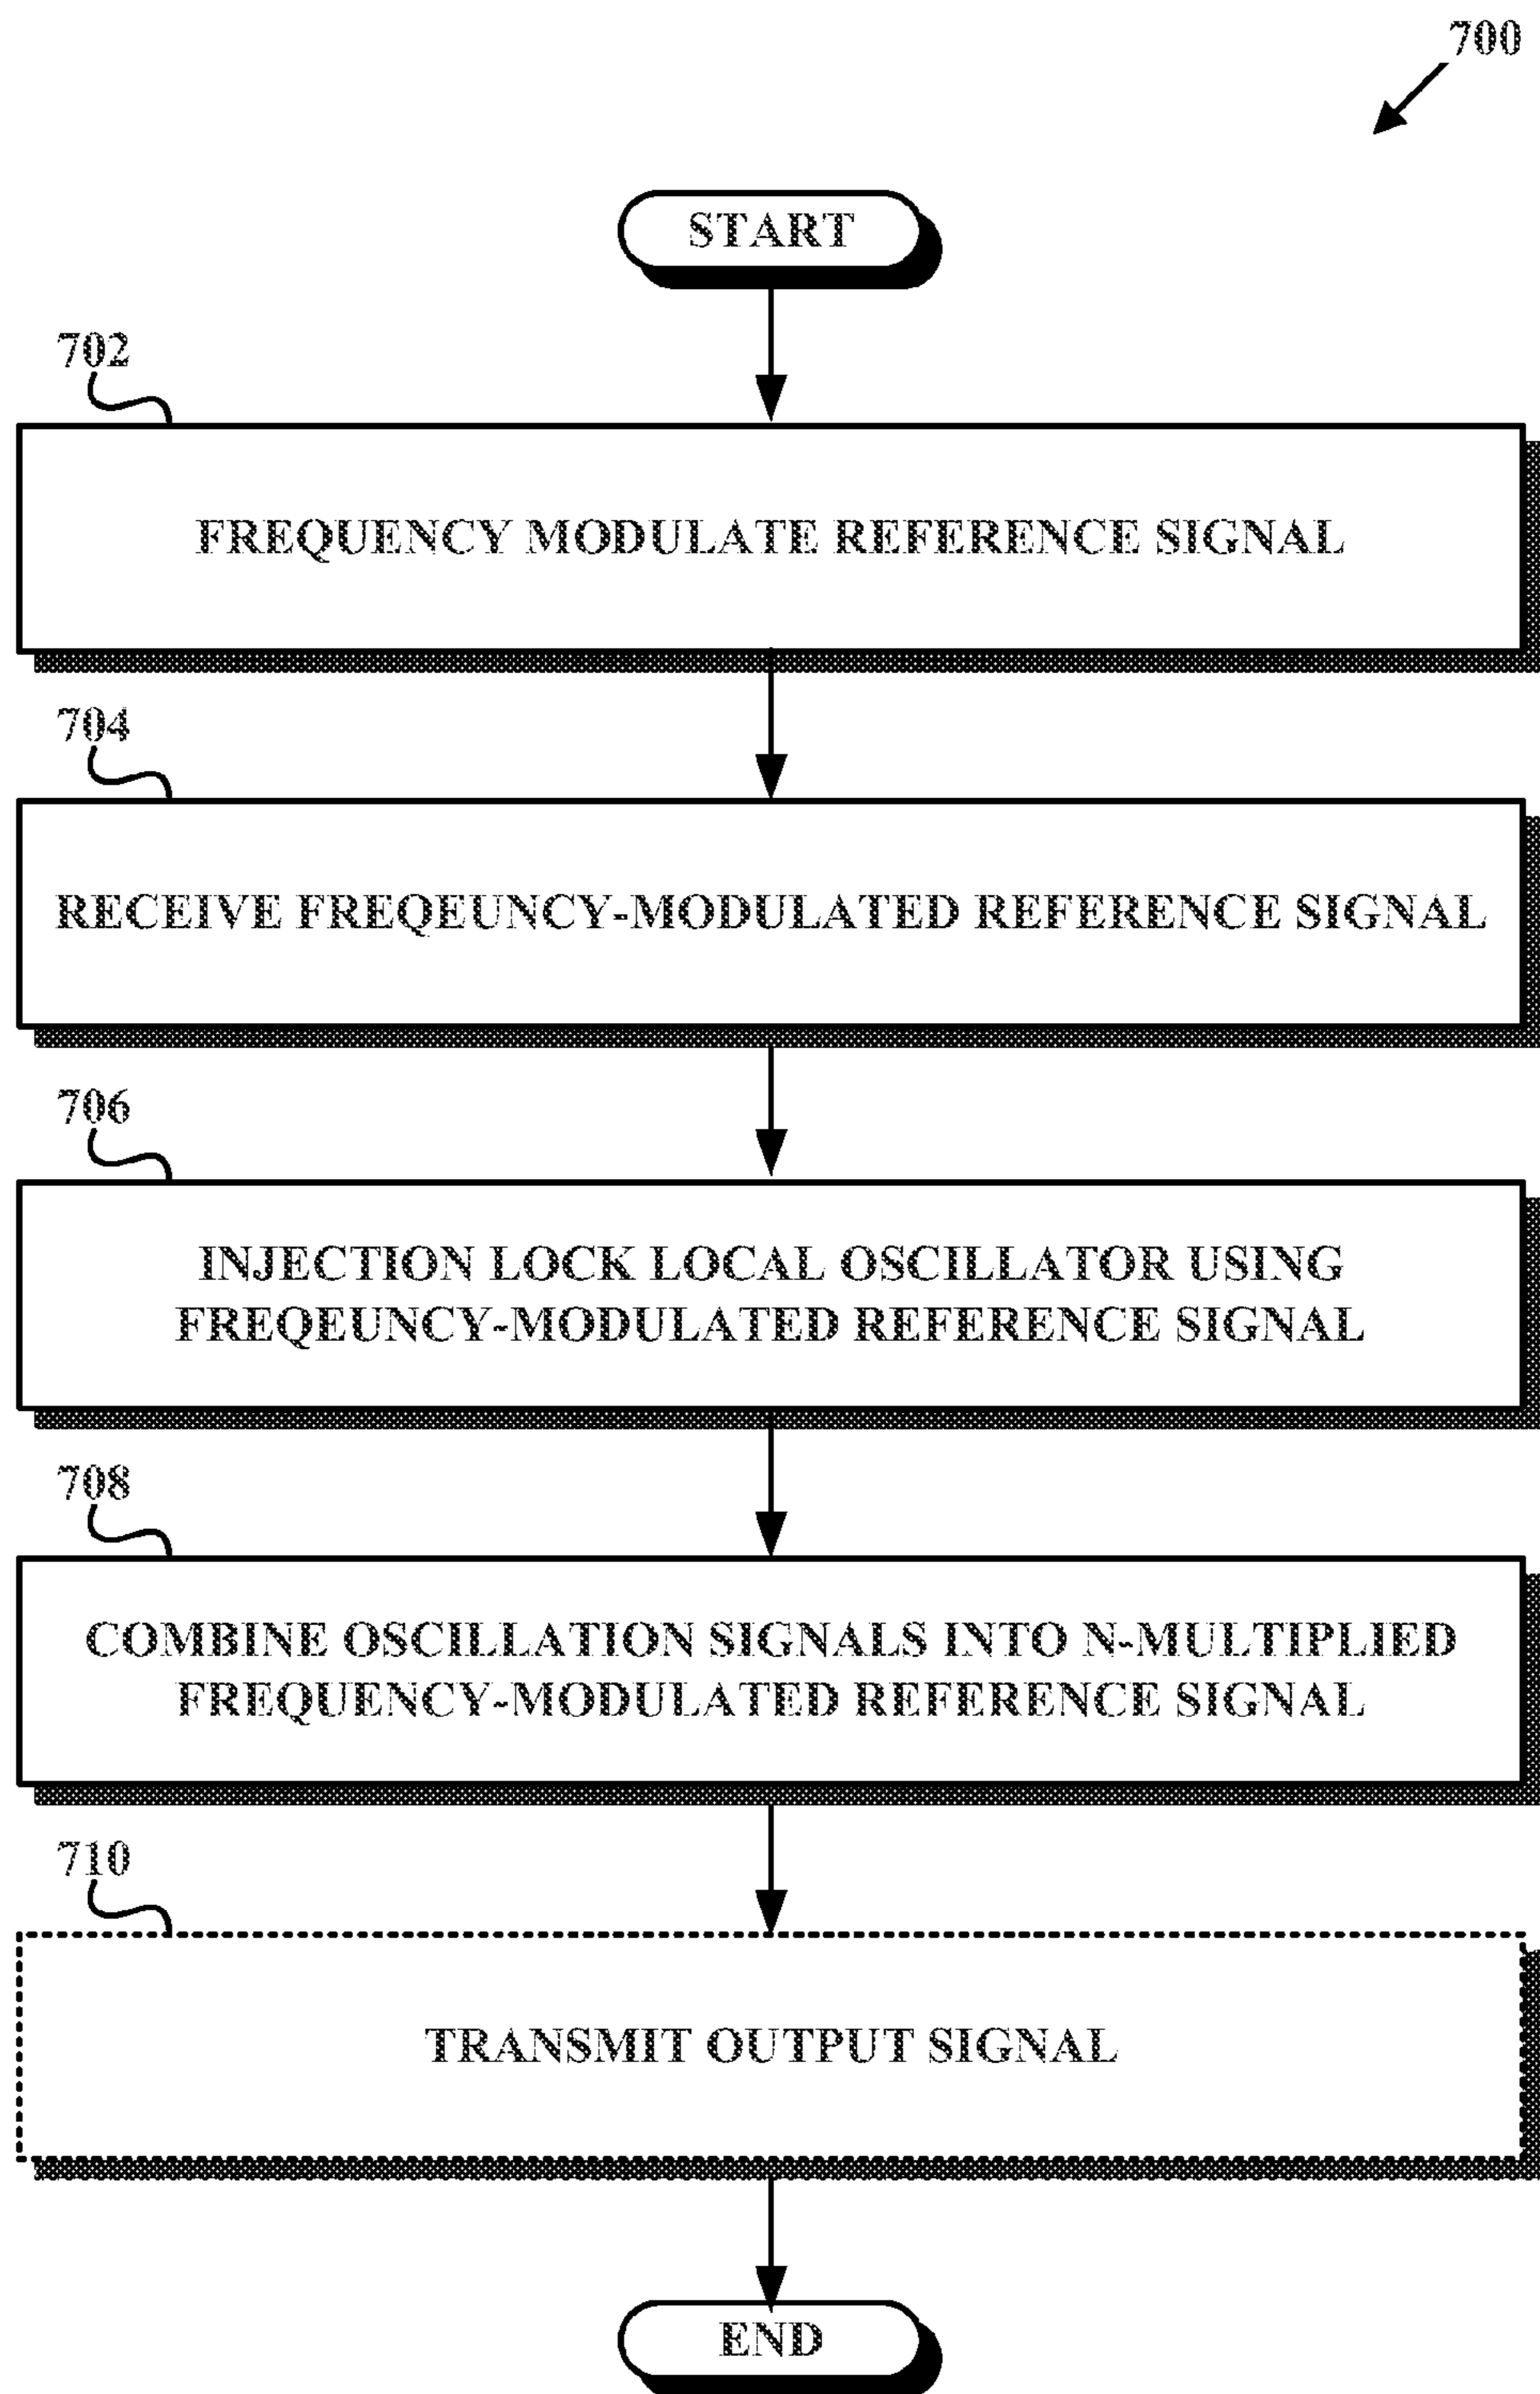 700
START
702
FREQUENCY MODULATE REFERENCE SIGNAL
704
RECEIVE FREQEUNCY-MODULATED REFERENCE SIGNAL
706
INJECTION LOCK LOCAL OSCILLATOR USING
FREQEUNCY-MODULATED REFERENCE SIGNAL
708
COMBINE OSCILLATION SIGNALS INTO N-MULTIPLIED
FREQUENCY-MODULATED REFERENCE SIGNAL
710
TRANSMIT OUTPUT SIGNAL
END